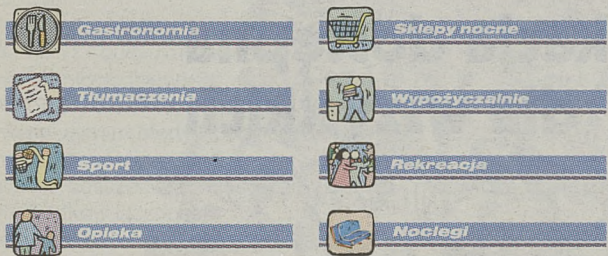 Gastronomia
Tłumaczenia
Sport
Opieka
Sklepy nocne
Wypożyczalnie
Rekreacja
Noclegi